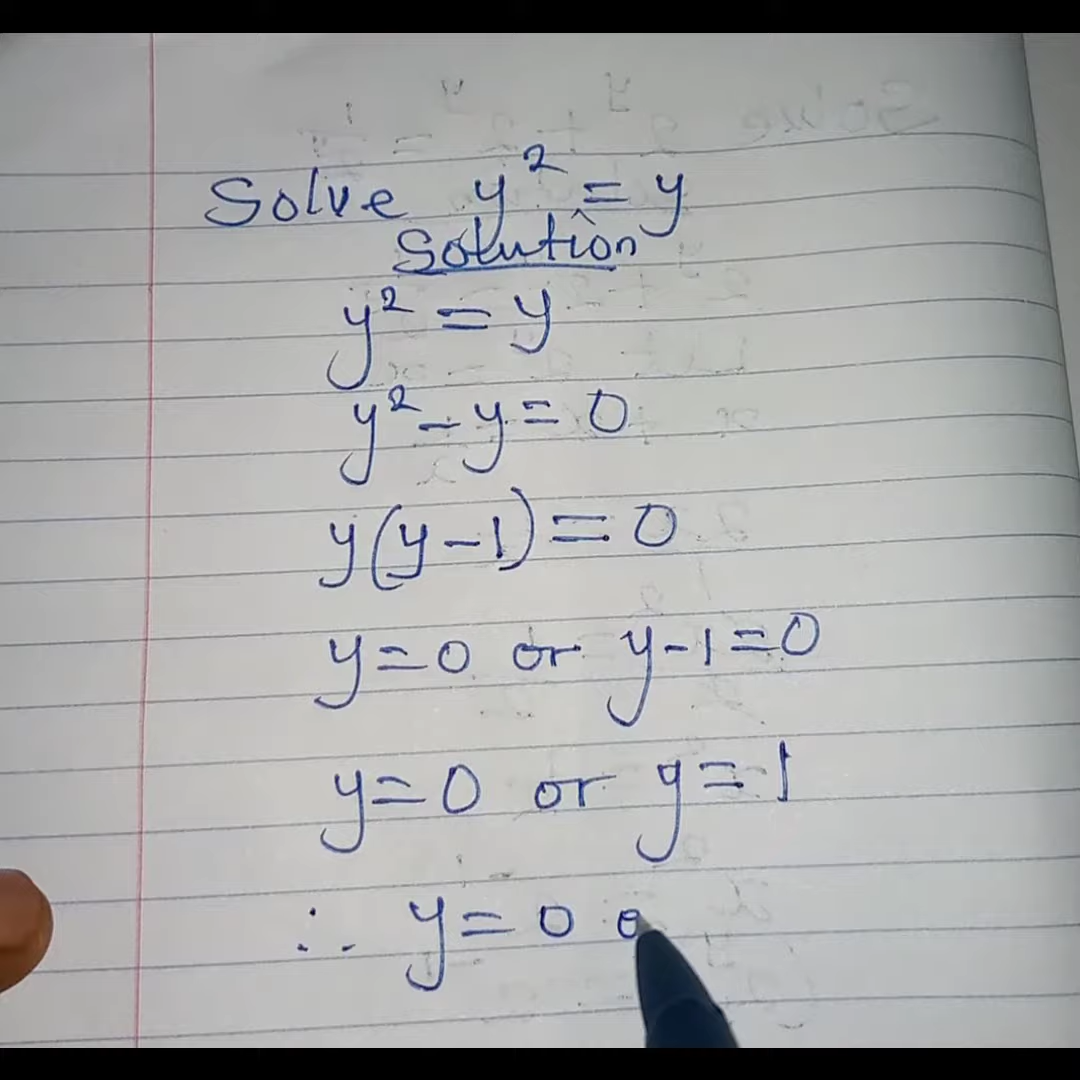 Solve y² = y
Solution
y² = y
y² - y = 0
y(y-1) = 0
y=0 or y-1=0
y=0 or y=1
∴ y = 0 o